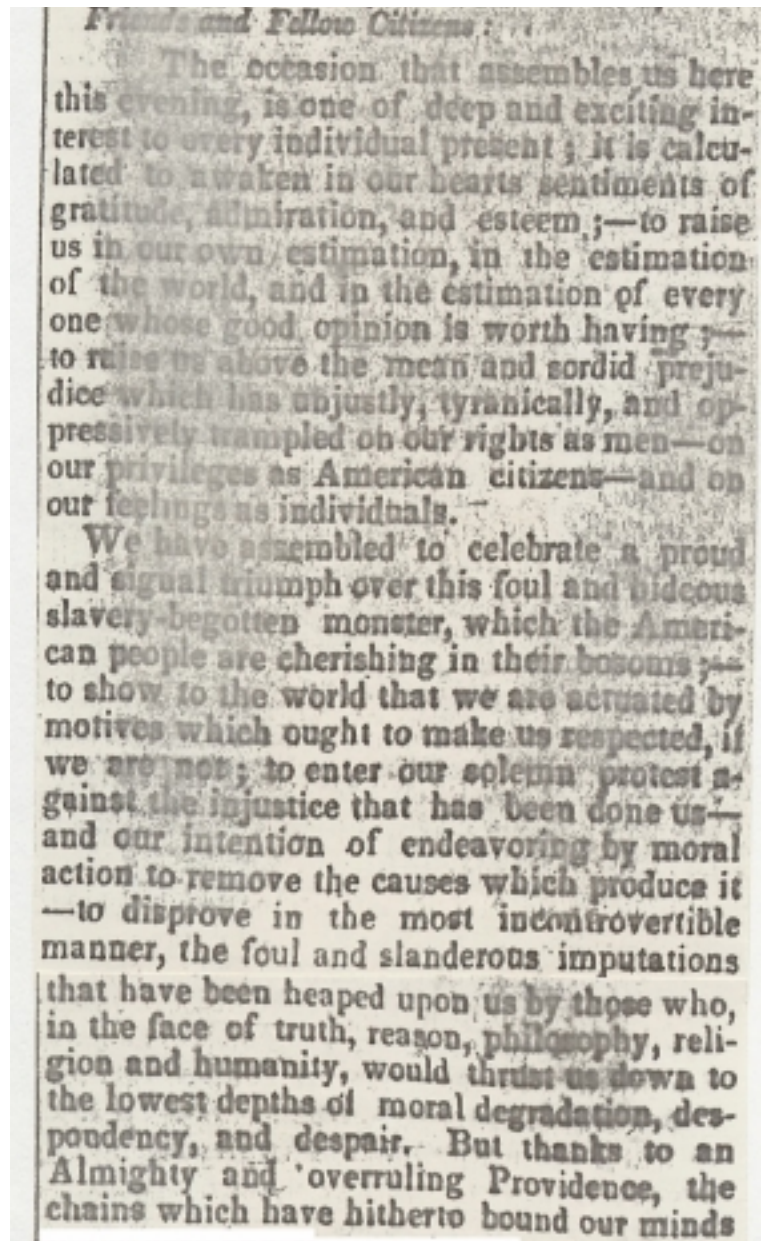 Friends and Fellow Citizens:
The occasion that assembles us here
this evening, is one of deep and exciting in-
terest to every individual present; it is calcu-
lated to awaken in our hearts sentiments of
gratitude, admiration, and esteem;—to raise
us in our own estimation, in the estimation
of the world, and in the estimation of every
one whose good opinion is worth having;—
to raise us above the mean and sordid preju-
dice which has unjustly, tyranically, and op-
pressively trampled on our rights as men—on
our privileges as American citizens—and on
our feelings as individuals.
We have assembled to celebrate a proud
and signal triumph over this foul and hideous
slavery-begotten monster, which the Ameri-
can people are cherishing in their bosoms;—
to show to the world that we are actuated by
motives which ought to make us respected, if
we are not; to enter our solemn protest a-
gainst the injustice that has been done us—
and our intention of endeavoring by moral
action to remove the causes which produce it
—to disprove in the most incontrovertible
manner, the foul and slanderous imputations
that have been heaped upon us by those who,
in the face of truth, reason, philosophy, reli-
gion and humanity, would thrust us down to
the lowest depths of moral degradation, des-
pondency, and despair. But thanks to an
Almighty and overruling Providence, the
chains which have hitherto bound our minds